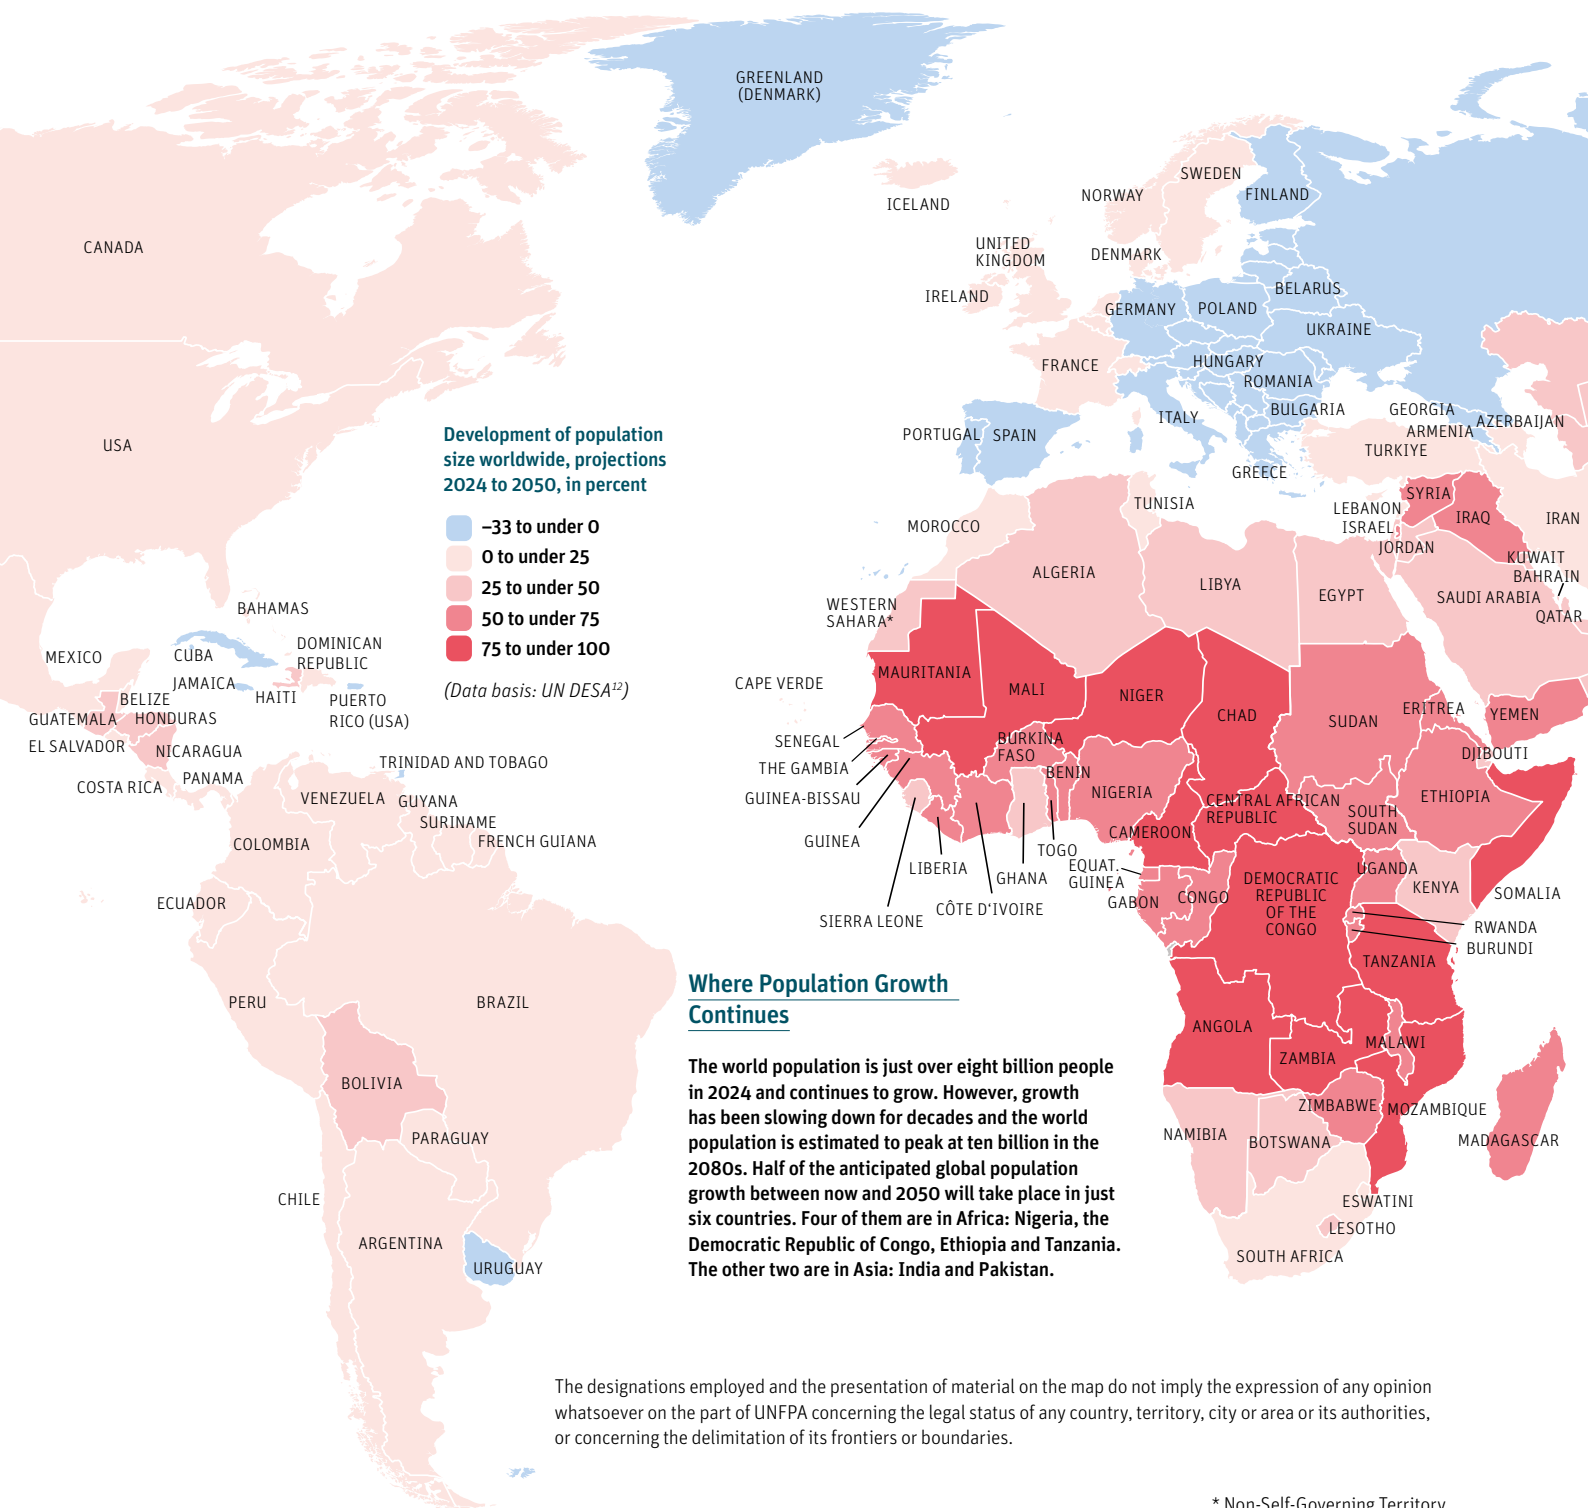 GREENLAND
(DENMARK)
SWEDEN
FINLAND
NORWAY
ICELAND
UNITED
KINGDOM
DENMARK
CANADA
IRELAND
BELARUS
GERMANY
POLAND
UKRAINE
FRANCE
HUNGARY
ROMANIA
BULGARIA
GEORGIA
ITALY
AZERBAIJAN
ARMENIA
PORTUGAL
SPAIN
TURKIYE
USA
GREECE
Development of population
size worldwide, projections
2024 to 2050, in percent
–33 to under 0
0 to under 25
25 to under 50
50 to under 75
75 to under 100
(Data basis: UN DESA¹²)
SYRIA
TUNISIA
LEBANON
IRAQ
IRAN
MOROCCO
ISRAEL
JORDAN
KUWAIT
ALGERIA
BAHRAIN
LIBYA
EGYPT
SAUDI ARABIA
QATAR
WESTERN
SAHARA*
BAHAMAS
DOMINICAN
REPUBLIC
MEXICO
CUBA
JAMAICA
HAITI
PUERTO
RICO (USA)
BELIZE
GUATEMALA
HONDURAS
EL SALVADOR
NICARAGUA
COSTA RICA
PANAMA
TRINIDAD AND TOBAGO
VENEZUELA
GUYANA
SURINAME
FRENCH GUIANA
COLOMBIA
ECUADOR
PERU
BRAZIL
BOLIVIA
PARAGUAY
CHILE
ARGENTINA
URUGUAY
CAPE VERDE
MAURITANIA
MALI
NIGER
CHAD
SUDAN
ERITREA
YEMEN
DJIBOUTI
SENEGAL
THE GAMBIA
BURKINA
FASO
GUINEA-BISSAU
BENIN
NIGERIA
CENTRAL AFRICAN
REPUBLIC
SOUTH
SUDAN
ETHIOPIA
GUINEA
CAMEROON
LIBERIA
TOGO
GHANA
EQUAT.
GUINEA
SIERRA LEONE
CÔTE D‘IVOIRE
GABON
CONGO
DEMOCRATIC
REPUBLIC
OF THE
CONGO
UGANDA
KENYA
SOMALIA
RWANDA
BURUNDI
TANZANIA
ANGOLA
MALAWI
ZAMBIA
ZIMBABWE
MOZAMBIQUE
NAMIBIA
BOTSWANA
MADAGASCAR
ESWATINI
LESOTHO
SOUTH AFRICA
Where Population Growth
Continues
The world population is just over eight billion people
in 2024 and continues to grow. However, growth
has been slowing down for decades and the world
population is estimated to peak at ten billion in the
2080s. Half of the anticipated global population
growth between now and 2050 will take place in just
six countries. Four of them are in Africa: Nigeria, the
Democratic Republic of Congo, Ethiopia and Tanzania.
The other two are in Asia: India and Pakistan.
The designations employed and the presentation of material on the map do not imply the expression of any opinion
whatsoever on the part of UNFPA concerning the legal status of any country, territory, city or area or its authorities,
or concerning the delimitation of its frontiers or boundaries.
* Non-Self-Governing Territory